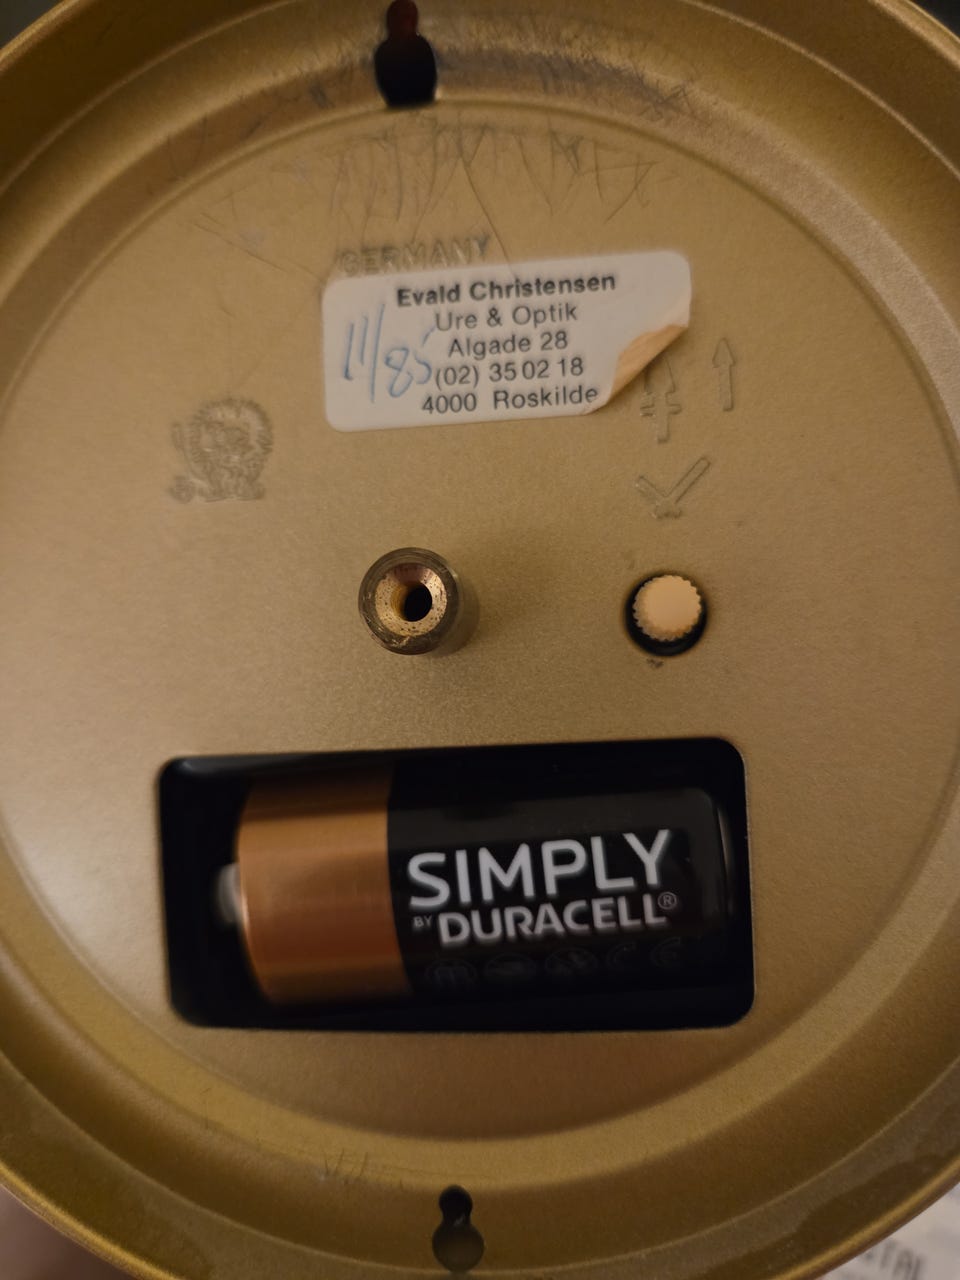 GERMANY
Evald Christensen
Ure & Optik
Algade 28
(02) 35 02 18
4000 Roskilde
11/85
SIMPLY
BY DURACELL®